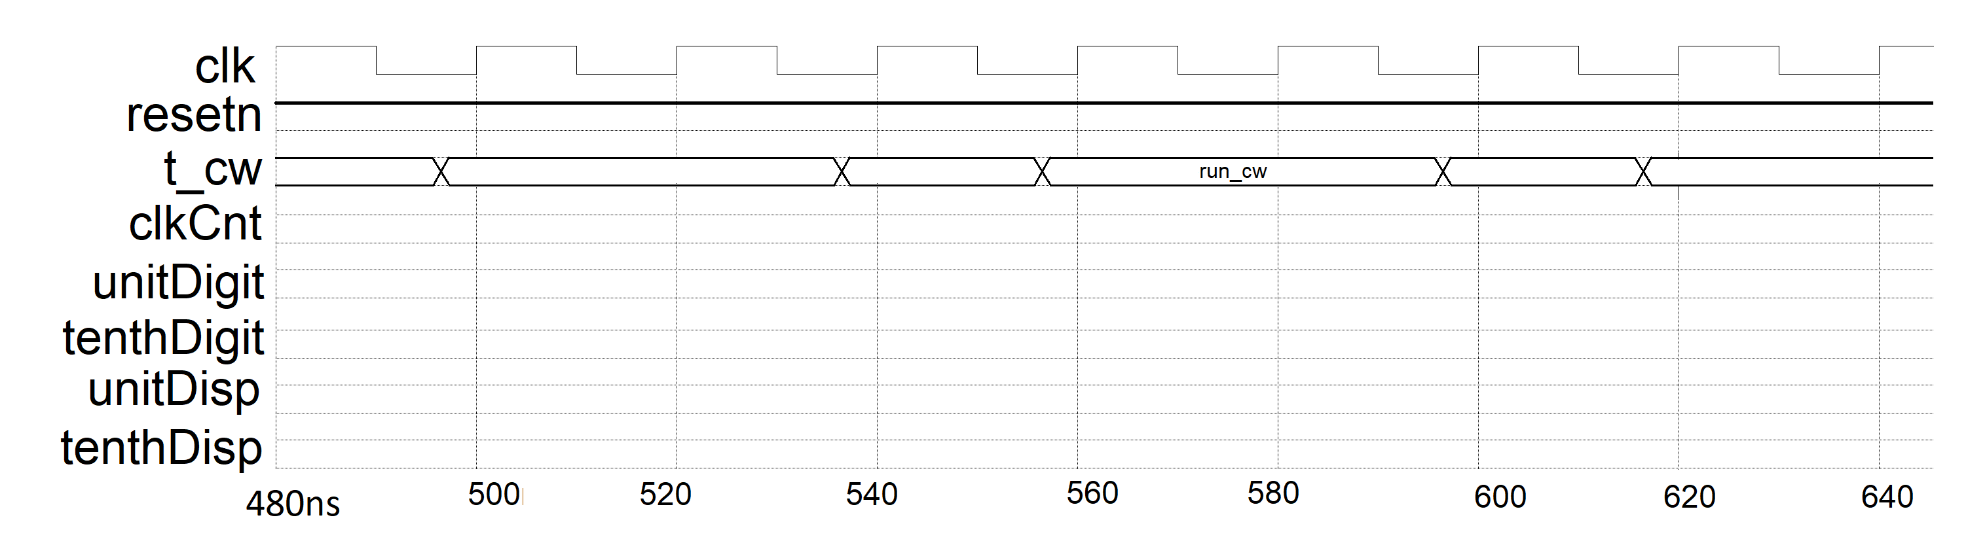 clk
resetn
t_cw
run_cw
clkCnt
unitDigit
tenthDigit
unitDisp
tenthDisp
480ns 500 520 540 560 580 600 620 640